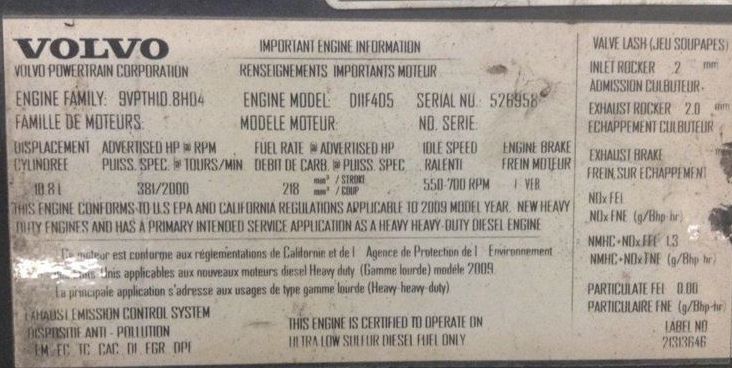 VOLVO
VOLVO POWERTRAIN CORPORATION
IMPORTANT ENGINE INFORMATION
RENSEIGNEMENTS IMPORTANTS MOTEUR
ENGINE FAMILY: 9VPTH10.8H04 ENGINE MODEL: D11F405 SERIAL NU: 526958
FAMILLE DE MOTEURS: MODELE MOTEUR: NO. SERIE:
DISPLACEMENT ADVERTISED HP @ RPM FUEL RATE @ ADVERTISED HP IDLE SPEED ENGINE BRAKE
CYLINDREE PUISS. SPEC. @ TOURS/MIN DEBIT DE CARB. @ PUISS. SPEC RALENTI FREIN MOTEUR
10.8 l 381/2000 218 mm³ / STROKE mm³ / COUP 550-700 RPM VEB
THIS ENGINE CONFORMS TO U.S EPA AND CALIFORNIA REGULATIONS APPLICABLE TO 2009 MODEL YEAR. NEW HEAVY
DUTY ENGINES AND HAS A PRIMARY INTENDED SERVICE APPLICATION AS A HEAVY HEAVY-DUTY DIESEL ENGINE
Ce moteur est conforme aux réglementations de Californie et de l Agence de Protection de l Environnement
Unis applicables aux nouveaux moteurs diesel Heavy duty (Gamme lourde) modèle 2009.
La principale application s'adresse aux usages de type gamme lourde (Heavy-heavy-duty)
EXHAUST EMISSION CONTROL SYSTEM
DISPOSITIF ANTI - POLLUTION
EM, EC, TC, CAC, DI, EGR, DPF
THIS ENGINE IS CERTIFIED TO OPERATE ON
ULTRA LOW SULFUR DIESEL FUEL ONLY
VALVE LASH (JEU SOUPAPES)
INLET ROCKER .2 mm
ADMISSION CULBUTEUR
EXHAUST ROCKER 2.0 mm
ECHAPPEMENT CULBUTEUR
EXHAUST BRAKE mm
FREIN SUR ECHAPPEMENT
NOx FEL
NOx FNE (g/Bhp-hr)
NMHC+NOx FEL 1.3
NMHC+NOx FNE (g/Bhp hr)
PARTICULATE FEL 0.00
PARTICULAIRE FNE (g/Bhp-hr)
LABEL NO
21313646